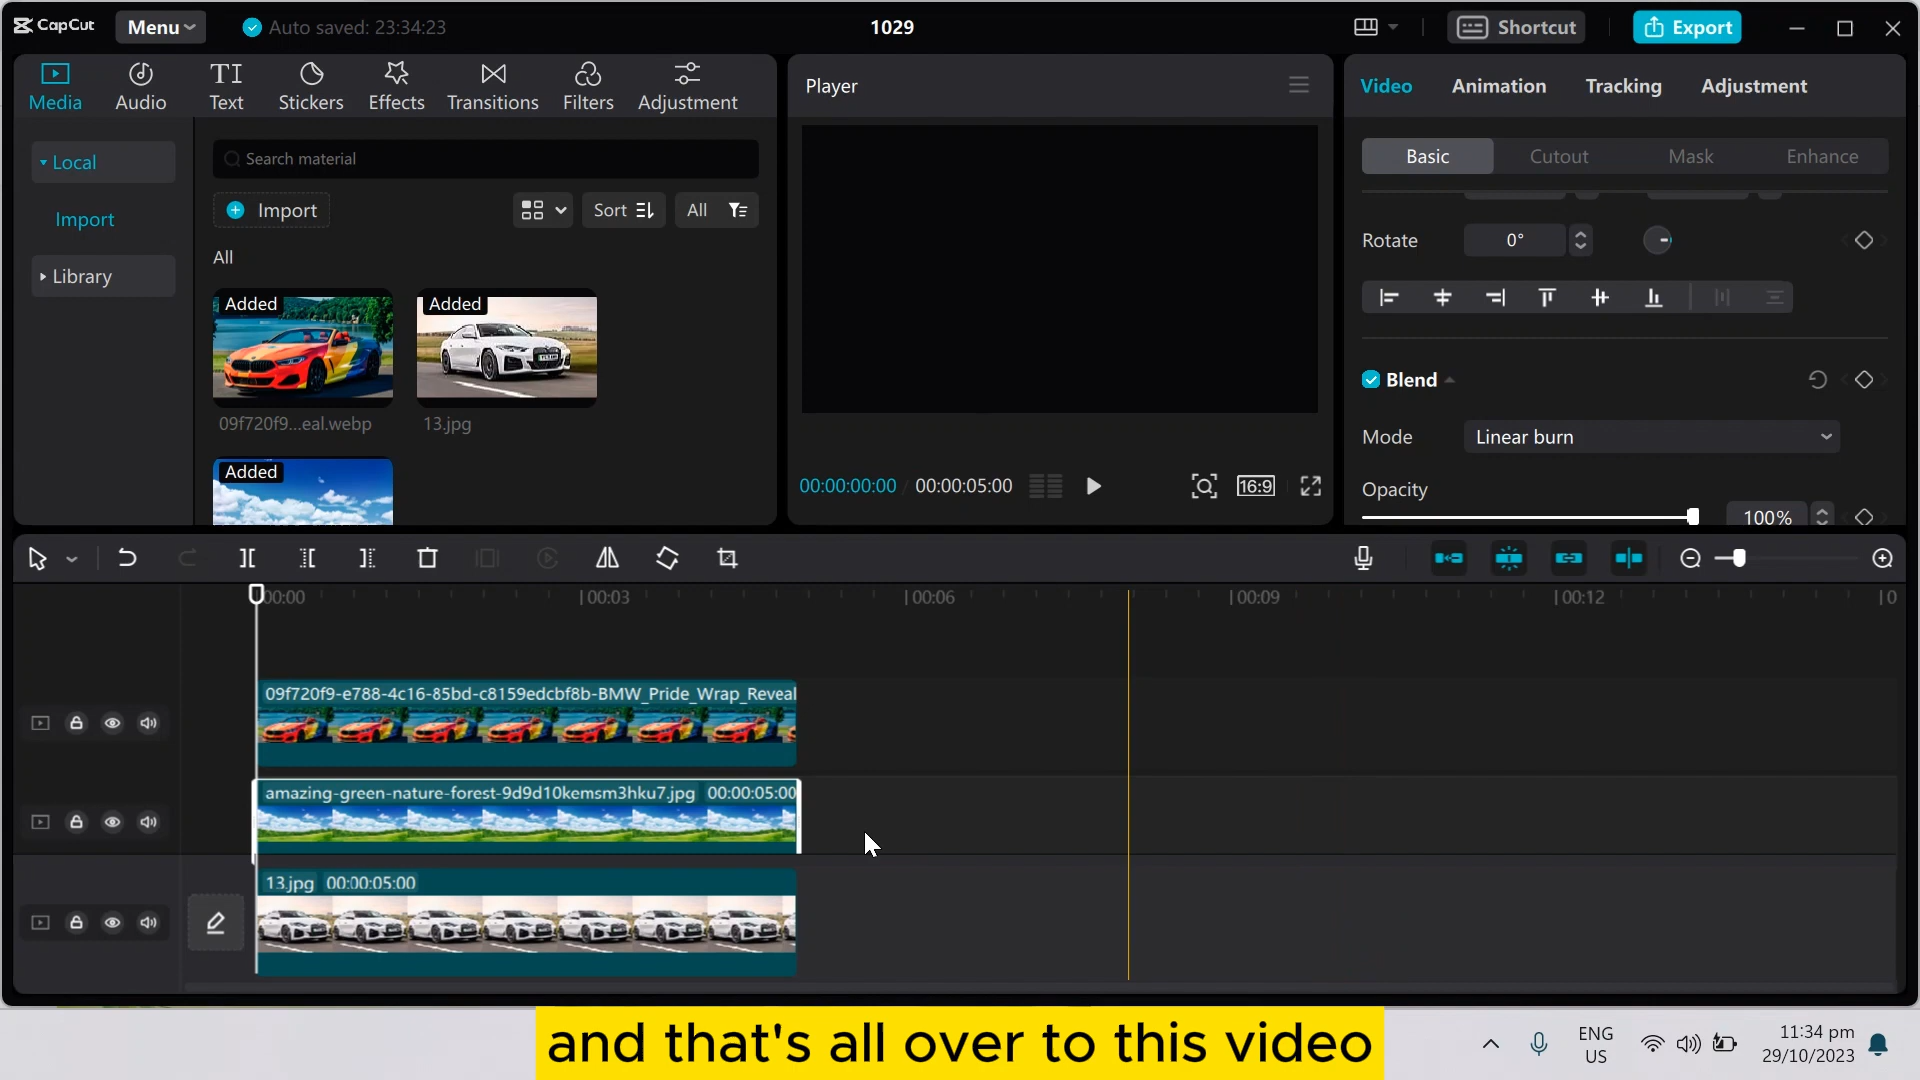 CapCut
Menu
Auto saved: 23:34:23
1029
Shortcut
Export
Media
Audio
Text
Stickers
Effects
Transitions
Filters
Adjustment
Player
Video
Animation
Tracking
Adjustment
Local
Import
Library
Search material
Import
Sort
All
All
Added
09f720f9...eal.webp
Added
13.jpg
Added
00:00:00:00 / 00:00:05:00
16:9
Basic
Cutout
Mask
Enhance
Rotate
0°
Blend
Mode
Linear burn
Opacity
100%
00:00
00:03
00:06
00:09
00:12
0
09f720f9-e788-4c16-85bd-c8159edcbf8b-BMW_Pride_Wrap_Reveal
amazing-green-nature-forest-9d9d10kemsm3hku7.jpg 00:00:05:00
13.jpg 00:00:05:00
and that's all over to this video
ENG
US
11:34 pm
29/10/2023